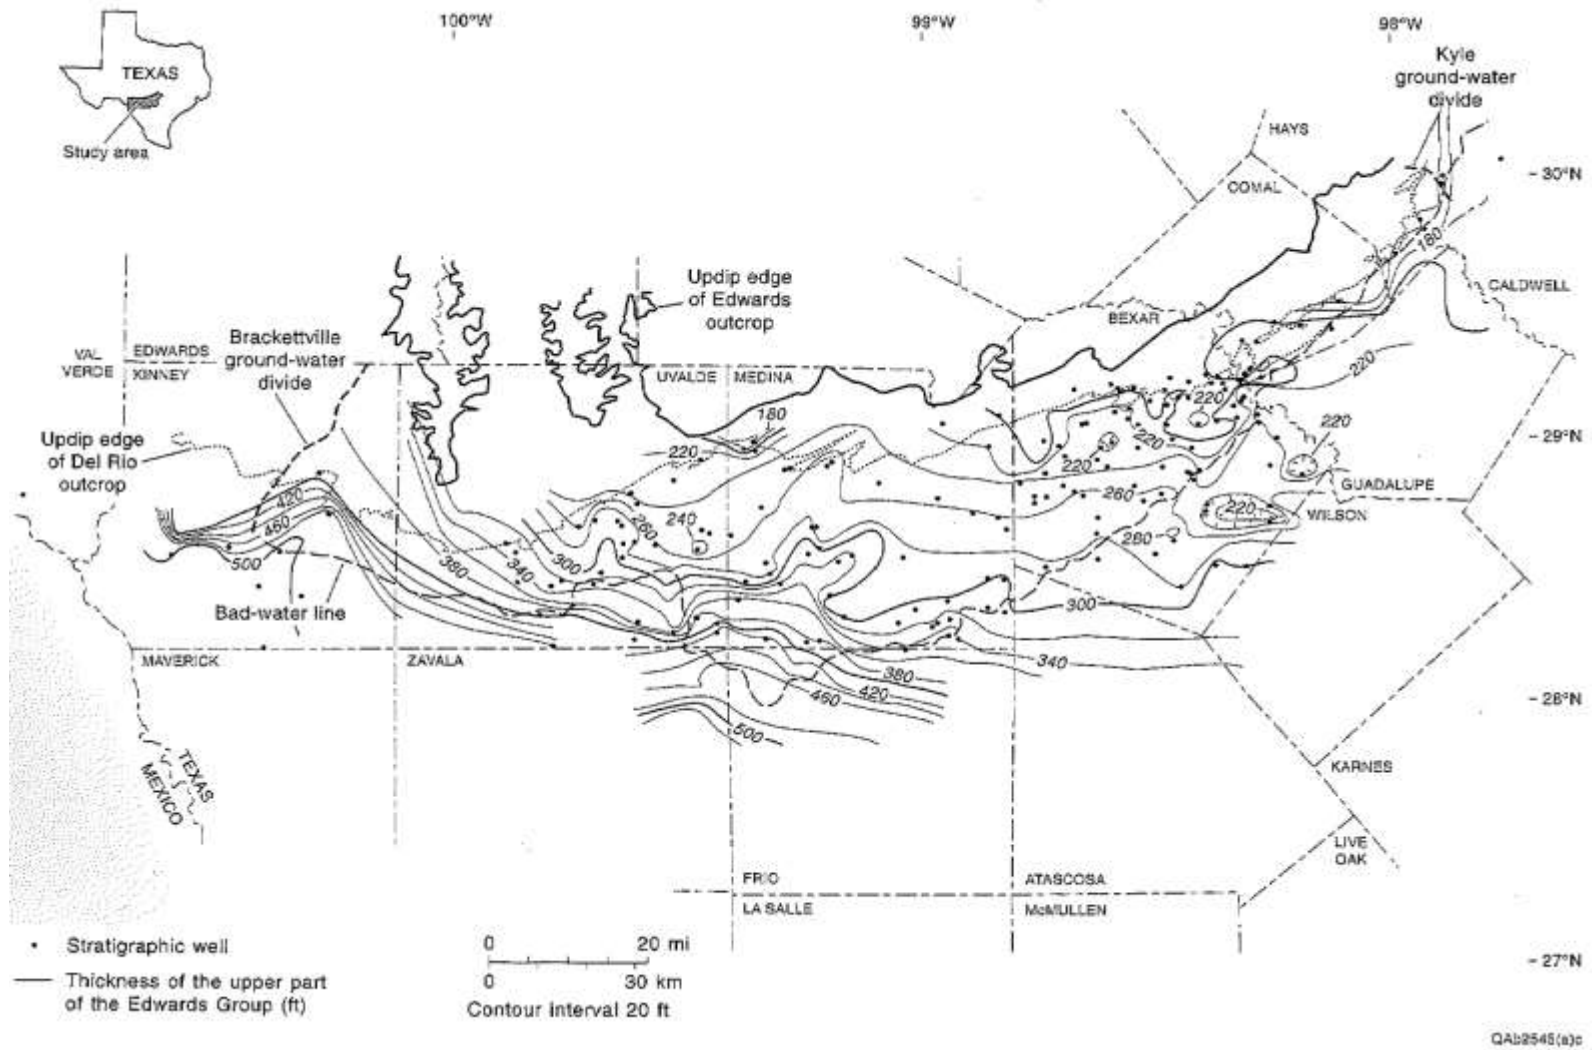 100°W
99°W
98°W
Kyle
ground-water
divide
TEXAS
Study area
HAYS
COMAL
30°N
180
CALDWELL
Updip edge
of Edwards
outcrop
BEXAR
Brackettville
ground-water
divide
VAL
VERDE
EDWARDS
KINNEY
UVALDE
MEDINA
220
180
220
220
220
Updip edge
of Del Rio
outcrop
220
220
29°N
420
460
500
GUADALUPE
260
220
WILSON
240
260
280
300
340
380
Bad-water line
300
MAVERICK
ZAVALA
340
380
420
460
500
28°N
TEXAS
MEXICO
KARNES
LIVE
OAK
FRIO
ATASCOSA
LA SALLE
McMULLEN
Stratigraphic well
Thickness of the upper part
of the Edwards Group (ft)
0 20 mi
0 30 km
Contour interval 20 ft
27°N
QAb2545(a)c